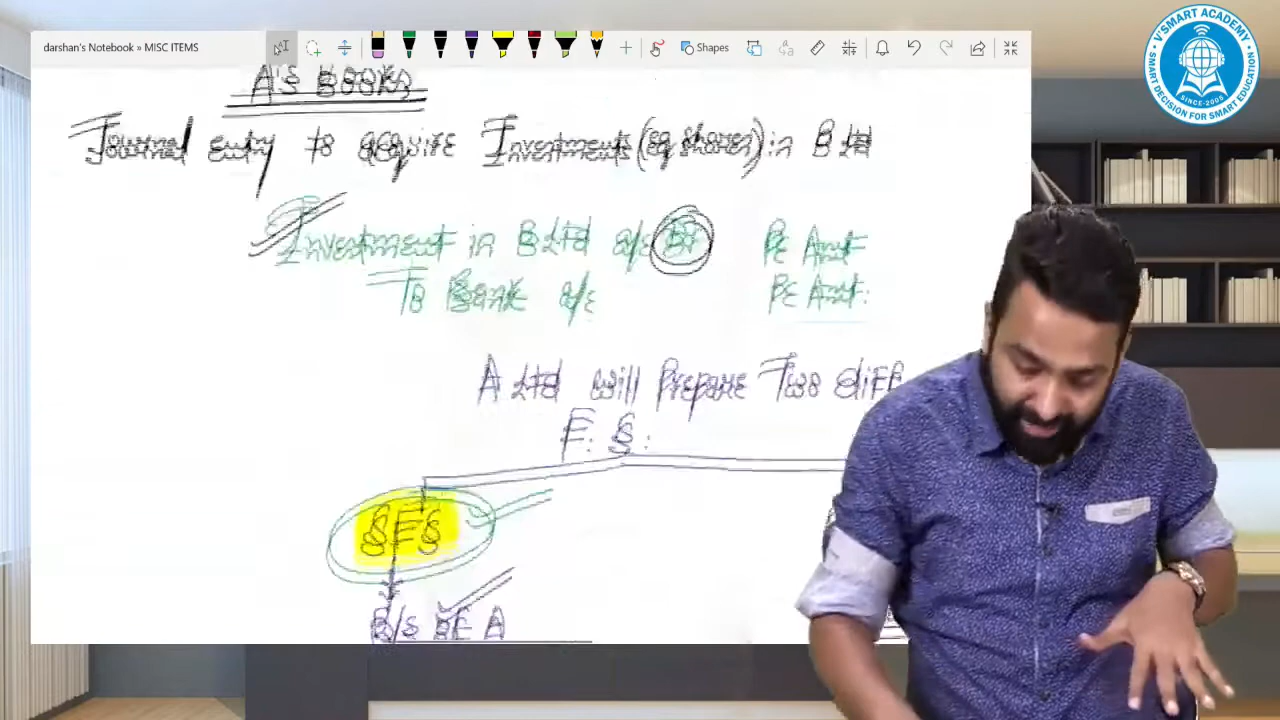 darshan's Notebook » MISC ITEMS
Shapes
A's Books
Journal entry to acquire Investments (eq shares) in B Ltd
Investment in B Ltd a/c Dr PC Amt
To Bank a/c PC Amt.
A Ltd will Prepare Two diff
F. S.
SFS
B/S of A
V'SMART ACADEMY
SINCE-2005
SMART DECISION FOR SMART EDUCATION